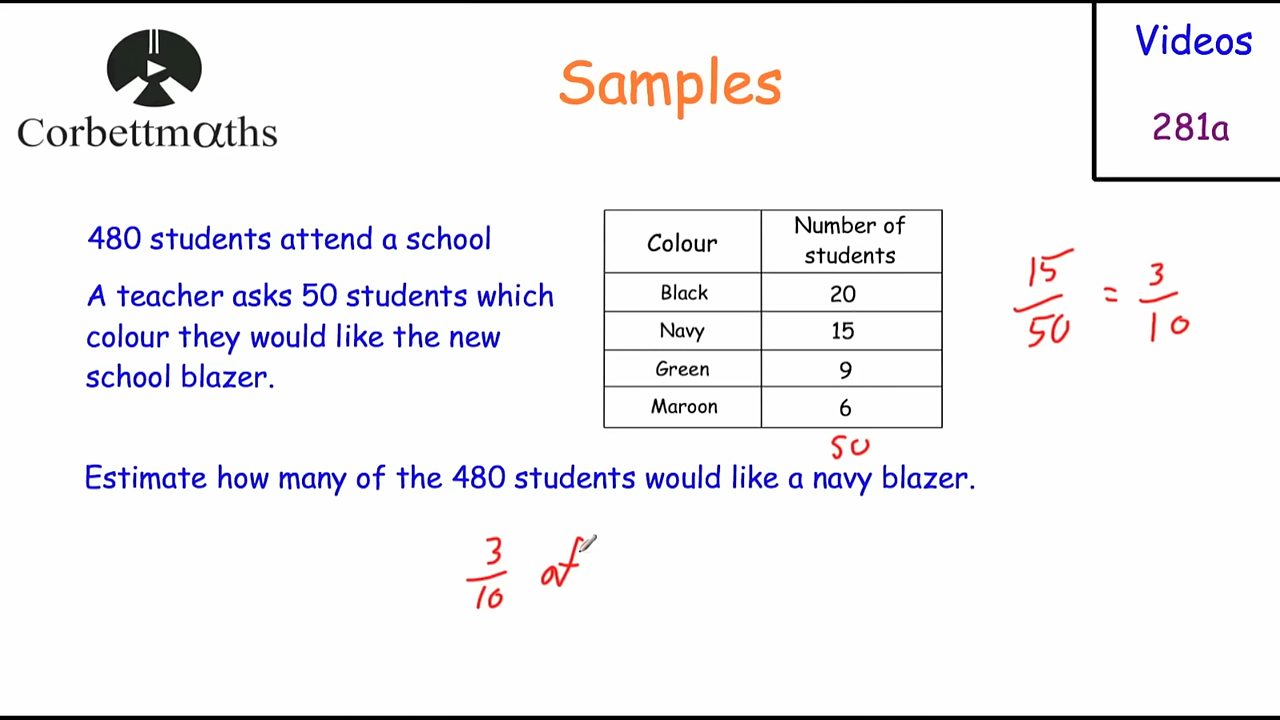 Corbettmαths
Samples
Videos
281a
480 students attend a school
A teacher asks 50 students which
colour they would like the new
school blazer.
Colour Number of students
Black 20
Navy 15
Green 9
Maroon 6
50
15/50 = 3/10
Estimate how many of the 480 students would like a navy blazer.
3/10 of